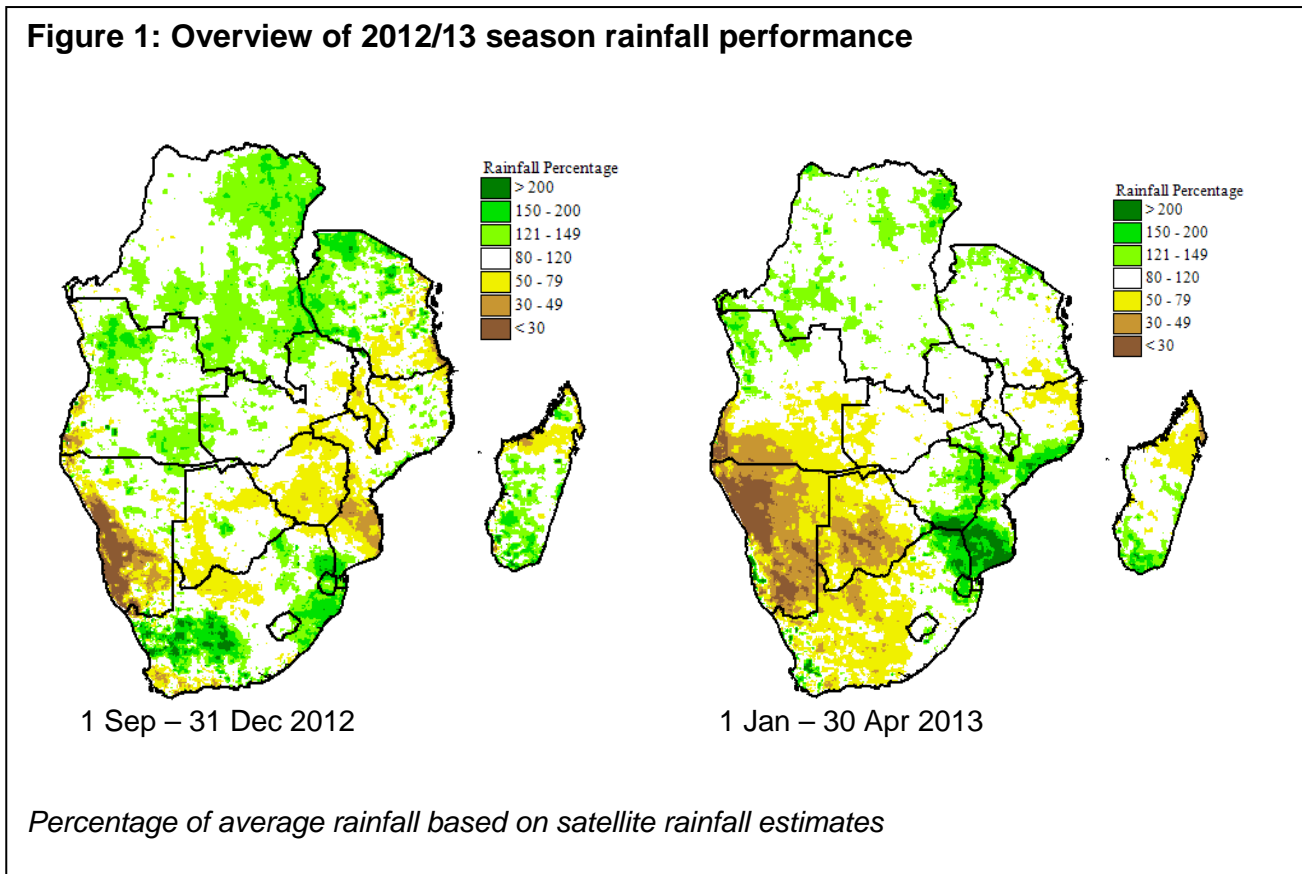 Figure 1: Overview of 2012/13 season rainfall performance
Rainfall Percentage
> 200
150 - 200
121 - 149
80 - 120
50 - 79
30 - 49
< 30
Rainfall Percentage
> 200
150 - 200
121 - 149
80 - 120
50 - 79
30 - 49
< 30
1 Sep – 31 Dec 2012
1 Jan – 30 Apr 2013
Percentage of average rainfall based on satellite rainfall estimates